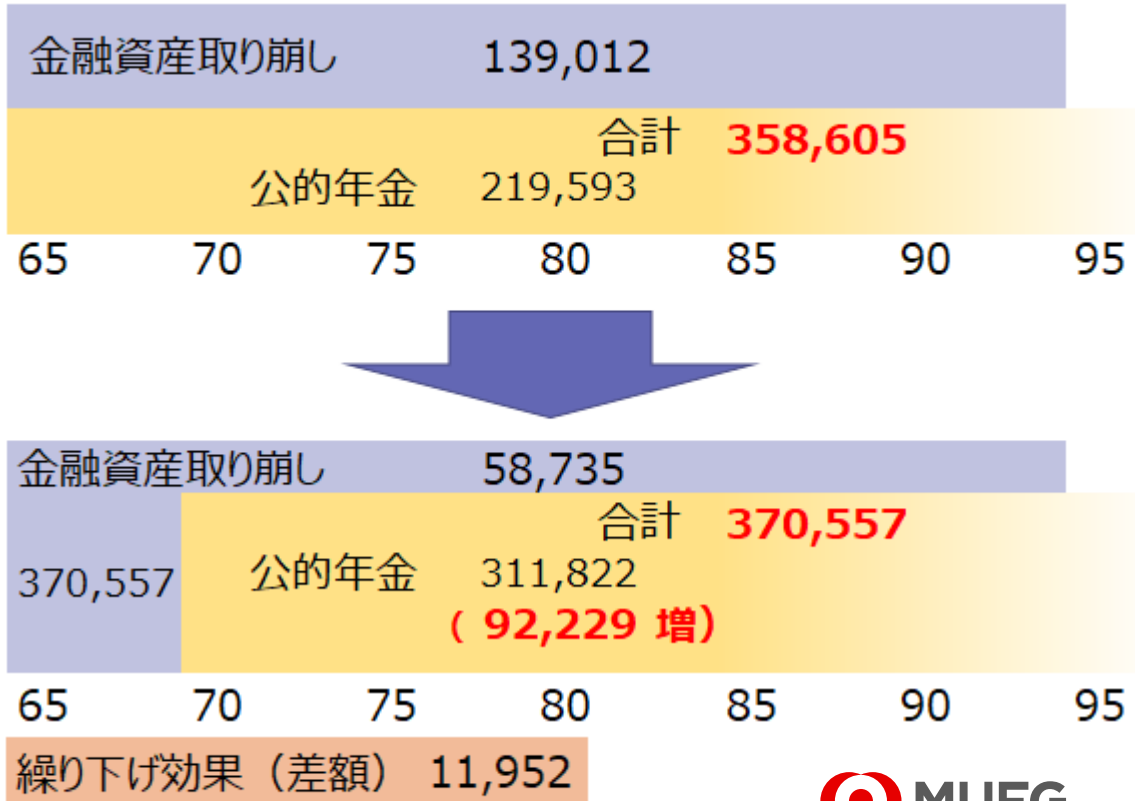 金融資産取り崩し 139,012
合計 358,605
公的年金 219,593
65 70 75 80 85 90 95
金融資産取り崩し 58,735
合計 370,557
370,557 公的年金 311,822
( 92,229 増)
65 70 75 80 85 90 95
繰り下げ効果（差額） 11,952
MUFG